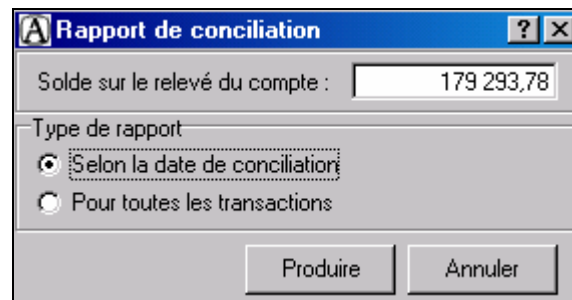 A Rapport de conciliation ? ×
Solde sur le relevé du compte : 179 293,78
Type de rapport
Selon la date de conciliation
Pour toutes les transactions
Produire Annuler